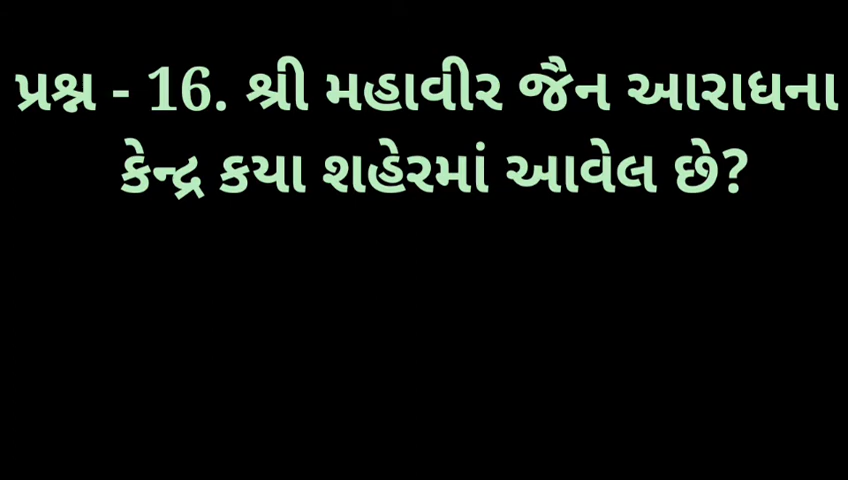 પ્રશ્ન - 16. શ્રી મહાવીર જૈન આરાધના
કેન્દ્ર કયા શહેરમાં આવેલ છે?